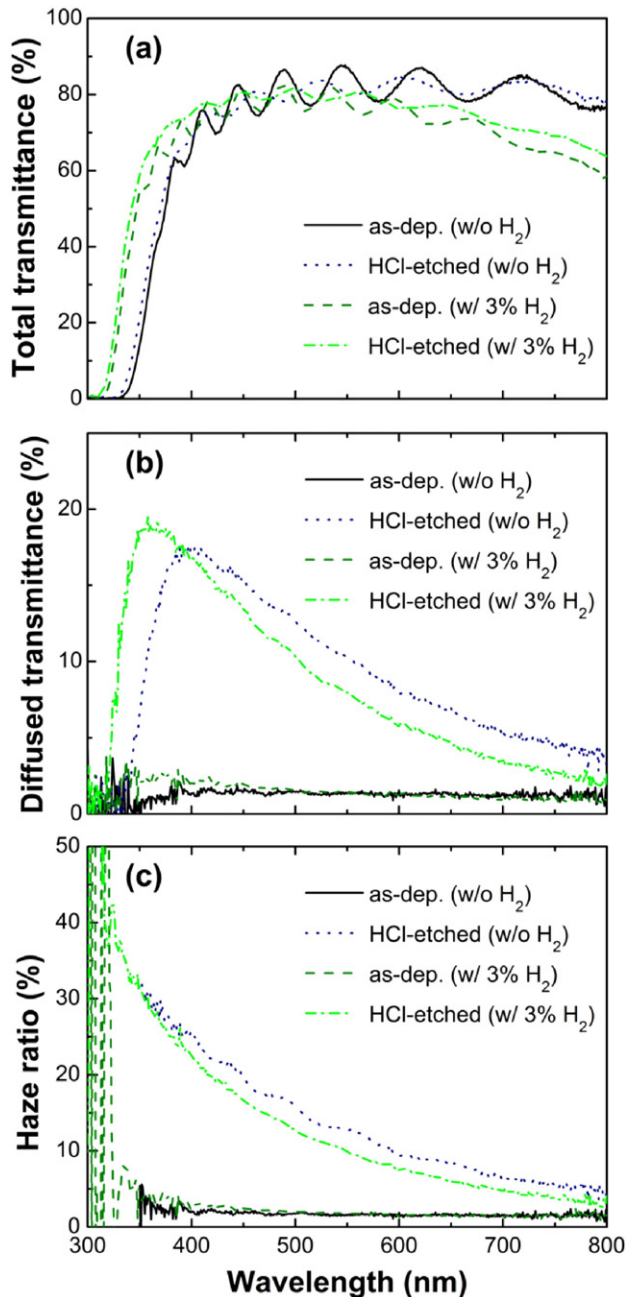 (a)
Total transmittance (%)
100
80
60
40
20
0
as-dep. (w/o H₂)
HCl-etched (w/o H₂)
as-dep. (w/ 3% H₂)
HCl-etched (w/ 3% H₂)
(b)
Diffused transmittance (%)
20
10
0
as-dep. (w/o H₂)
HCl-etched (w/o H₂)
as-dep. (w/ 3% H₂)
HCl-etched (w/ 3% H₂)
(c)
Haze ratio (%)
50
40
30
20
10
0
as-dep. (w/o H₂)
HCl-etched (w/o H₂)
as-dep. (w/ 3% H₂)
HCl-etched (w/ 3% H₂)
300 400 500 600 700 800
Wavelength (nm)